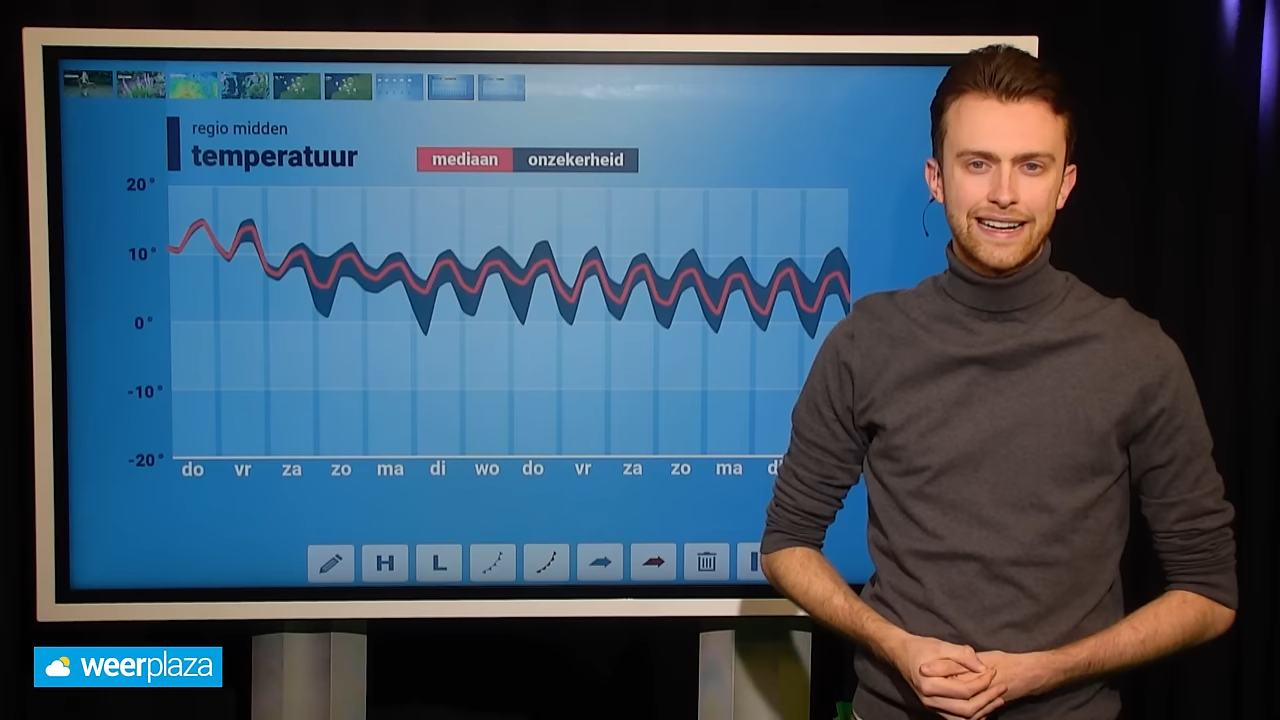 regio midden
temperatuur
mediaan onzekerheid
20°
10°
0°
-10°
-20°
do vr za zo ma di wo do vr za zo ma
H L
weerplaza